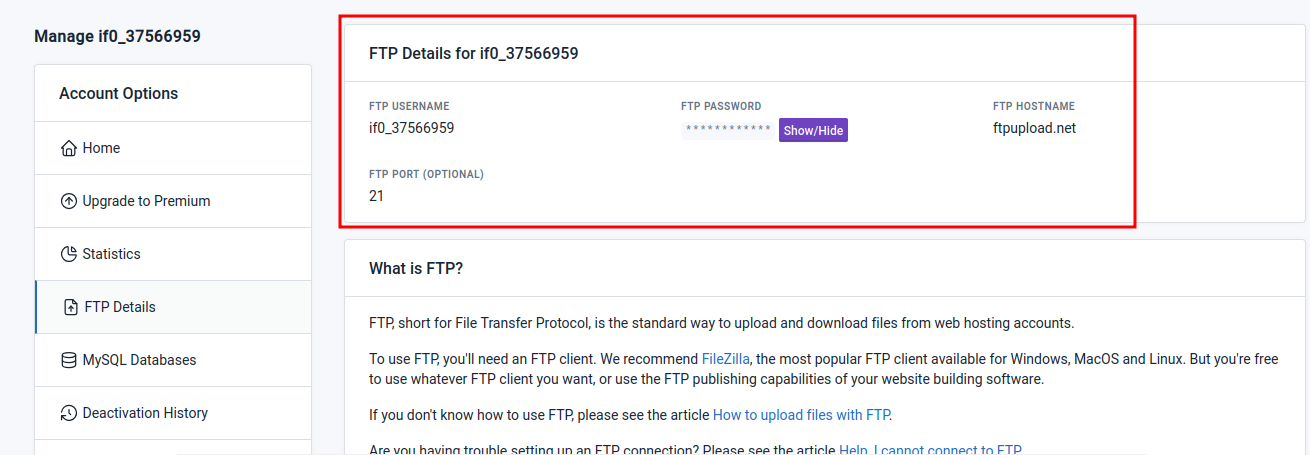 Manage if0_37566959
Account Options
Home
Upgrade to Premium
Statistics
FTP Details
MySQL Databases
Deactivation History
FTP Details for if0_37566959
FTP USERNAME
if0_37566959
FTP PASSWORD
************ Show/Hide
FTP HOSTNAME
ftpupload.net
FTP PORT (OPTIONAL)
21
What is FTP?
FTP, short for File Transfer Protocol, is the standard way to upload and download files from web hosting accounts.
To use FTP, you'll need an FTP client. We recommend FileZilla, the most popular FTP client available for Windows, MacOS and Linux. But you're free
to use whatever FTP client you want, or use the FTP publishing capabilities of your website building software.
If you don't know how to use FTP, please see the article How to upload files with FTP.
Are you having trouble setting up an FTP connection? Please see the article Help, I cannot connect to FTP